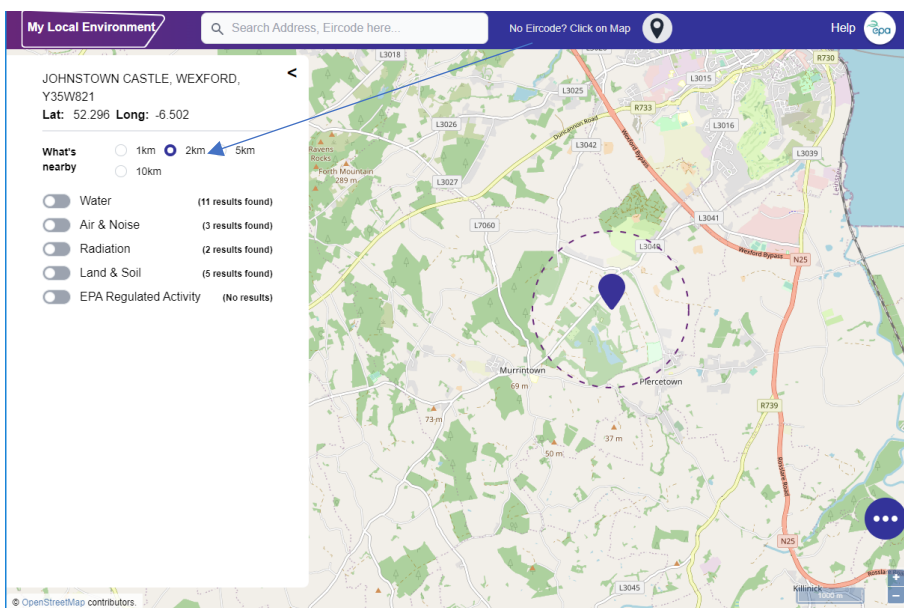 My Local Environment
Search Address, Eircode here...
No Eircode? Click on Map
Help
epa
JOHNSTOWN CASTLE, WEXFORD,
Y35W821
<
Lat: 52.296 Long: -6.502
What's nearby
1km
2km
5km
10km
Water (11 results found)
Air & Noise (3 results found)
Radiation (2 results found)
Land & Soil (5 results found)
EPA Regulated Activity (No results)
© OpenStreetMap contributors.
L3018
R730
L3015
L3025
R733
Duncannon Road
Wexford Bypass
L3026
L3016
Ravens
Rocks
L3042
L3039
Forth Mountain
289 m
L3027
L7060
L3041
Wexford Bypass
N25
Murrintown
69 m
Piercetown
73 m
R739
37 m
50 m
Rosslare Road
N25
L3045
Killinick
1000 m
+
−